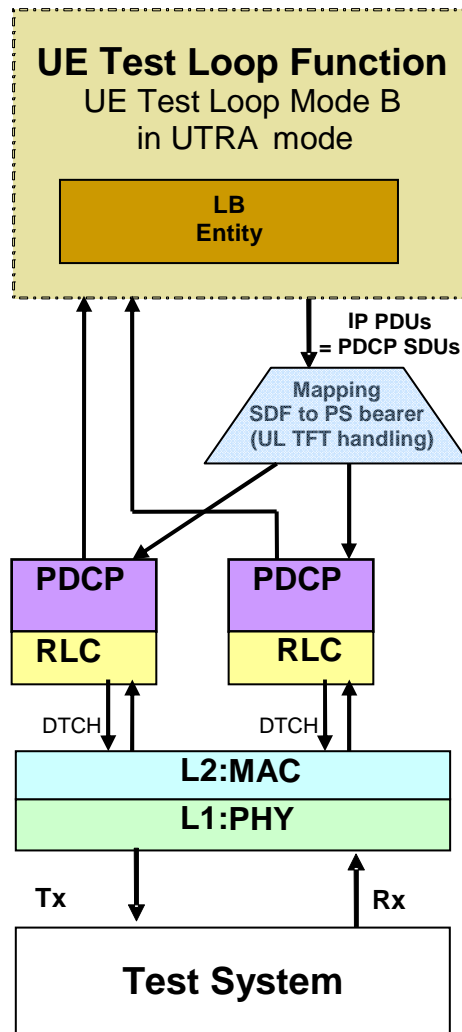 UE Test Loop Function
UE Test Loop Mode B
in UTRA mode
LB
Entity
IP PDUs
= PDCP SDUs
Mapping
SDF to PS bearer
(UL TFT handling)
PDCP
PDCP
RLC
RLC
DTCH
DTCH
L2:MAC
L1:PHY
Tx
Rx
Test System